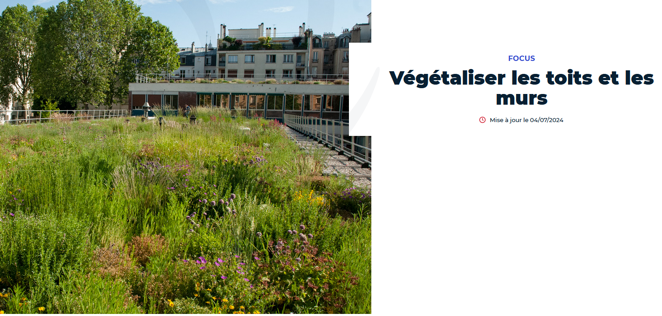 FOCUS
Végétaliser les toits et les
murs
Mise à jour le 04/07/2024